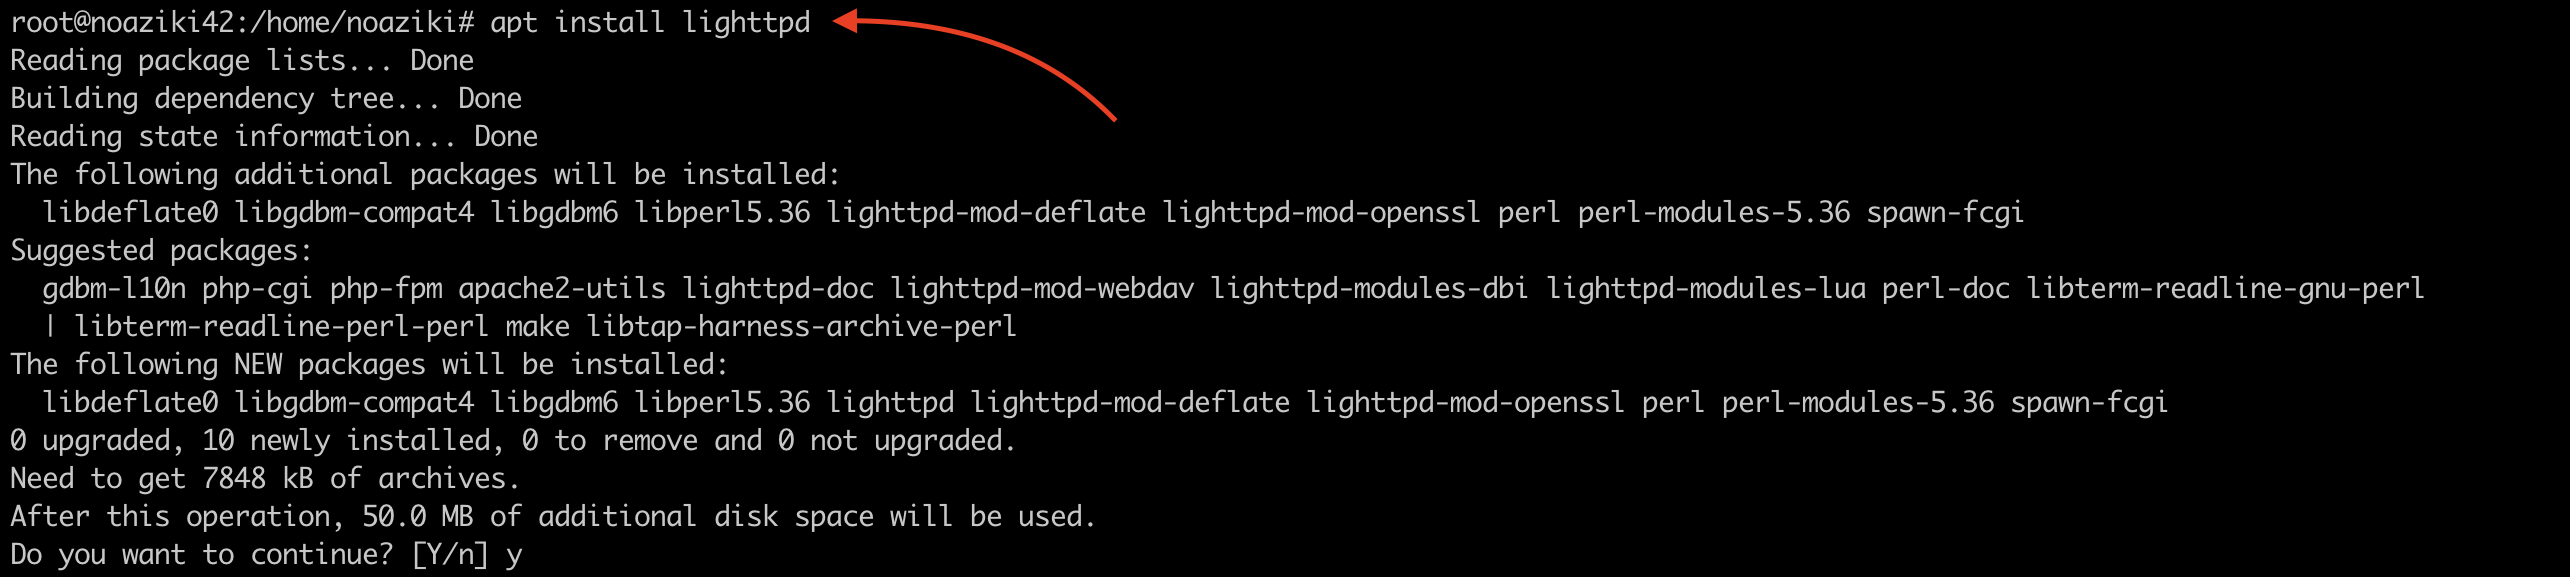 root@noaziki42:/home/noaziki# apt install lighttpd
Reading package lists... Done
Building dependency tree... Done
Reading state information... Done
The following additional packages will be installed:
  libdeflate0 libgdbm-compat4 libgdbm6 libperl5.36 lighttpd-mod-deflate lighttpd-mod-openssl perl perl-modules-5.36 spawn-fcgi
Suggested packages:
  gdbm-l10n php-cgi php-fpm apache2-utils lighttpd-doc lighttpd-mod-webdav lighttpd-modules-dbi lighttpd-modules-lua perl-doc libterm-readline-gnu-perl
  | libterm-readline-perl-perl make libtap-harness-archive-perl
The following NEW packages will be installed:
  libdeflate0 libgdbm-compat4 libgdbm6 libperl5.36 lighttpd lighttpd-mod-deflate lighttpd-mod-openssl perl perl-modules-5.36 spawn-fcgi
0 upgraded, 10 newly installed, 0 to remove and 0 not upgraded.
Need to get 7848 kB of archives.
After this operation, 50.0 MB of additional disk space will be used.
Do you want to continue? [Y/n] y